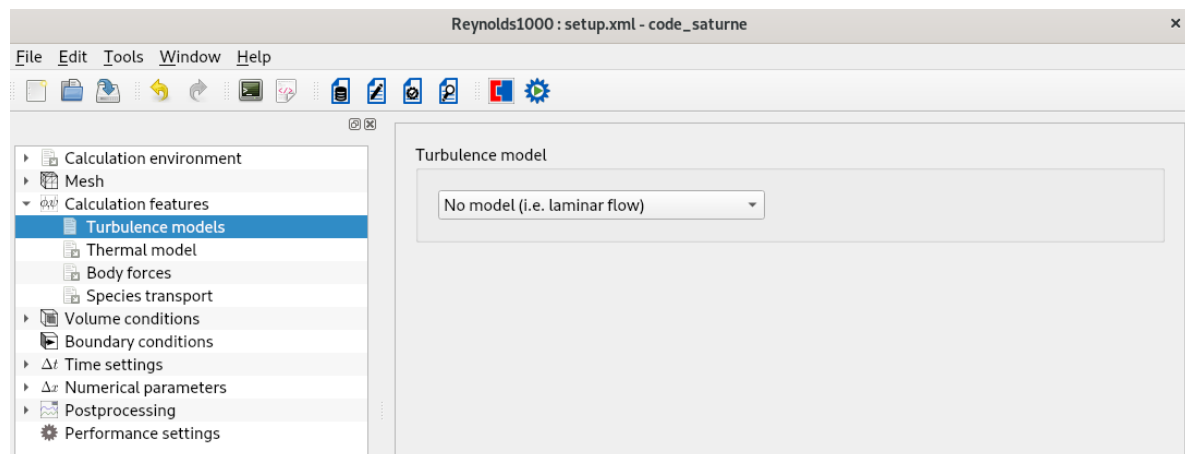 Reynolds1000 : setup.xml - code_saturne
File Edit Tools Window Help
Calculation environment
Mesh
Calculation features
Turbulence models
Thermal model
Body forces
Species transport
Volume conditions
Boundary conditions
Δt Time settings
Δx Numerical parameters
Postprocessing
Performance settings
Turbulence model
No model (i.e. laminar flow)